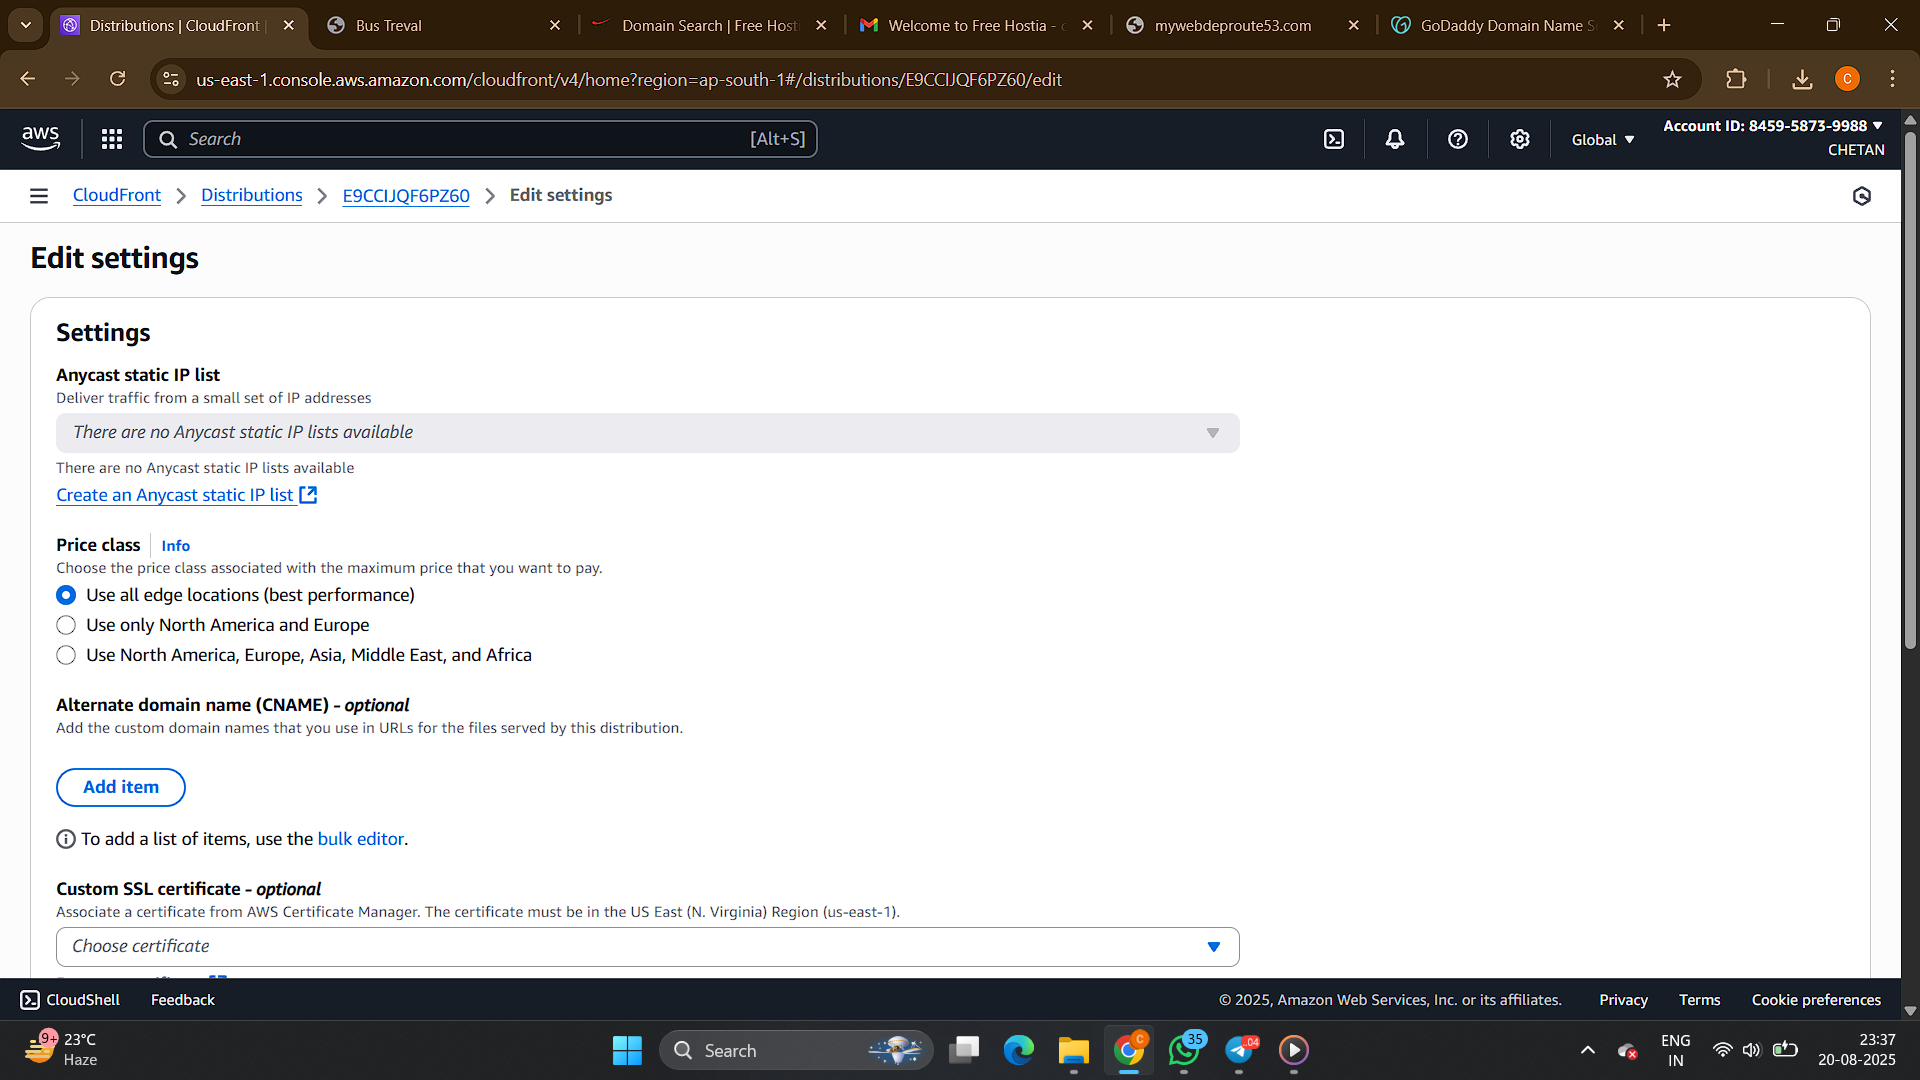 Distributions | CloudFront
Bus Treval
Domain Search | Free Hosti
Welcome to Free Hostia - c
mywebdeproute53.com
GoDaddy Domain Name S
us-east-1.console.aws.amazon.com/cloudfront/v4/home?region=ap-south-1#/distributions/E9CCIJQF6PZ60/edit
C
aws
Search
[Alt+S]
Global
Account ID: 8459-5873-9988
CHETAN
CloudFront
Distributions
E9CCIJQF6PZ60
Edit settings
Edit settings
Settings
Anycast static IP list
Deliver traffic from a small set of IP addresses
There are no Anycast static IP lists available
There are no Anycast static IP lists available
Create an Anycast static IP list
Price class
Info
Choose the price class associated with the maximum price that you want to pay.
Use all edge locations (best performance)
Use only North America and Europe
Use North America, Europe, Asia, Middle East, and Africa
Alternate domain name (CNAME) - optional
Add the custom domain names that you use in URLs for the files served by this distribution.
Add item
To add a list of items, use the bulk editor.
Custom SSL certificate - optional
Associate a certificate from AWS Certificate Manager. The certificate must be in the US East (N. Virginia) Region (us-east-1).
Choose certificate
CloudShell
Feedback
© 2025, Amazon Web Services, Inc. or its affiliates.
Privacy
Terms
Cookie preferences
9+
23°C
Haze
Search
C
35
.04
ENG
IN
23:37
20-08-2025